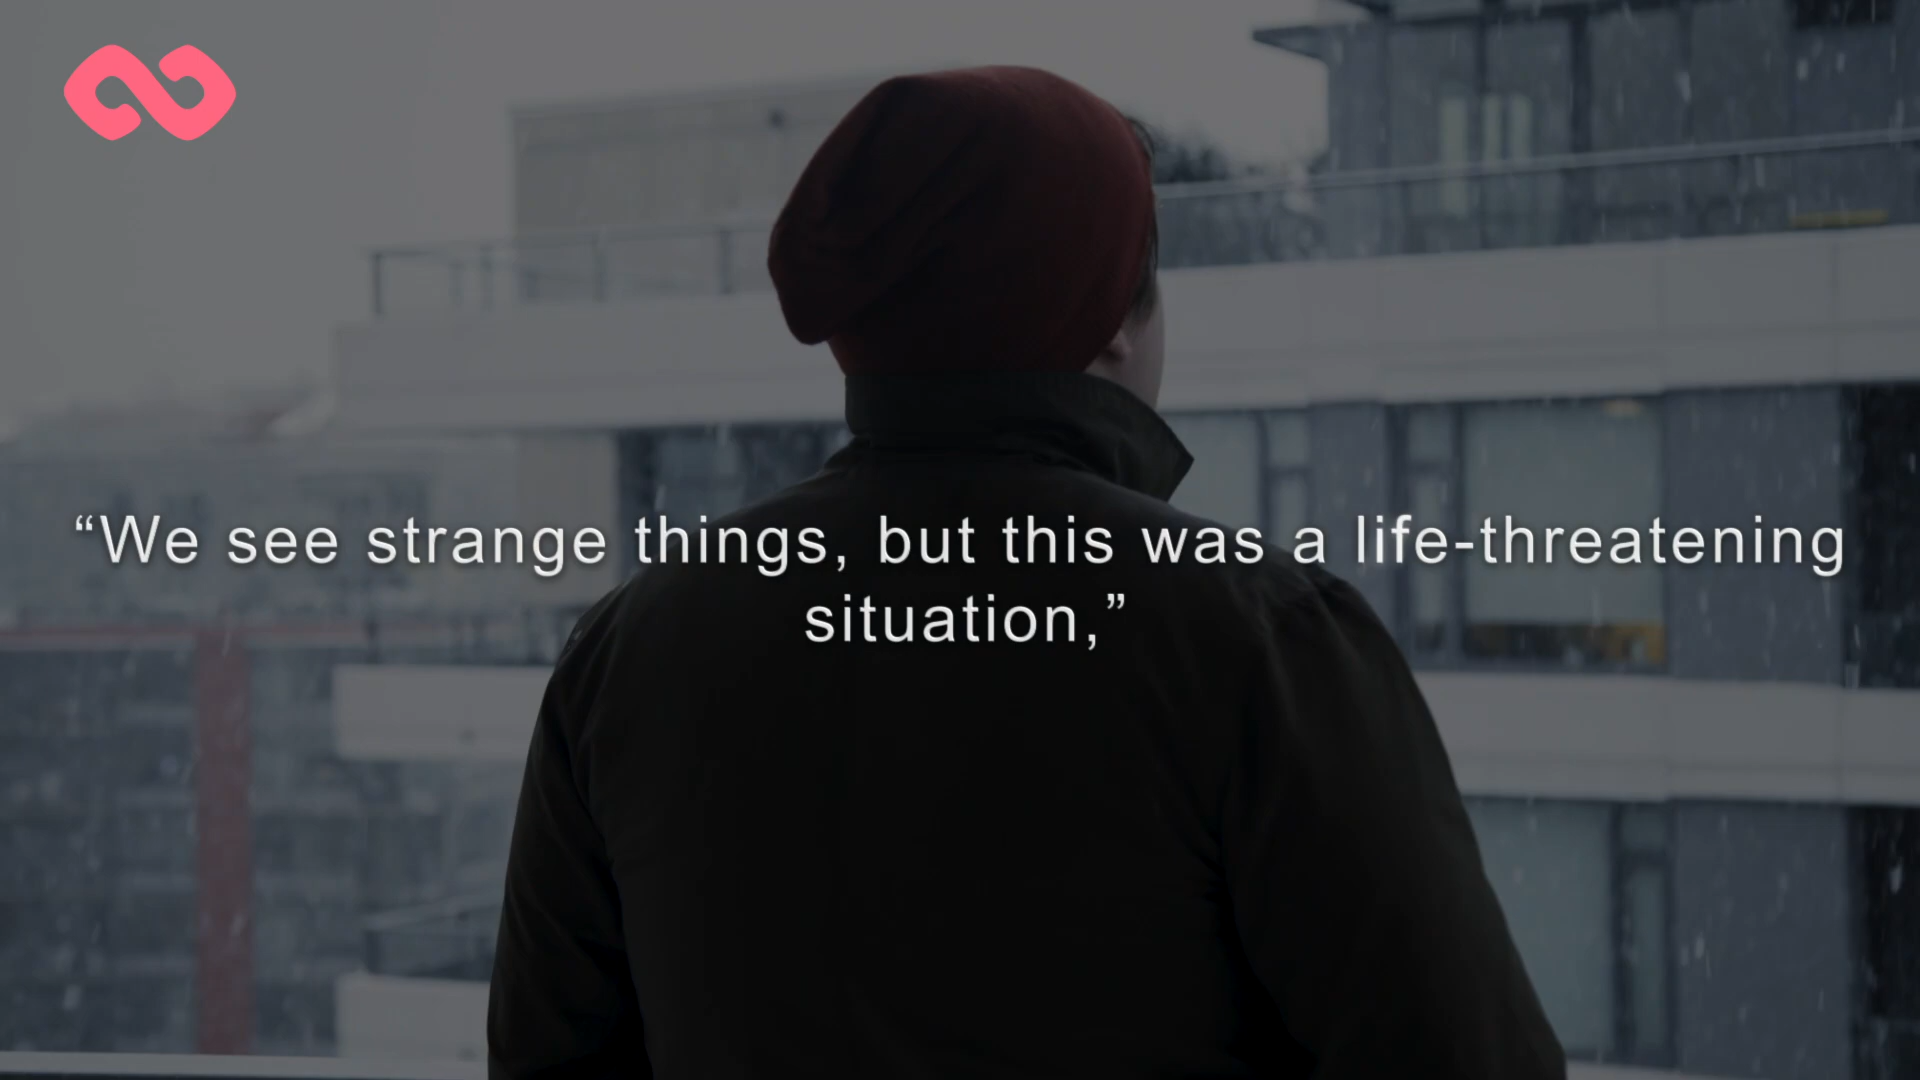 “We see strange things, but this was a life-threatening
situation,”